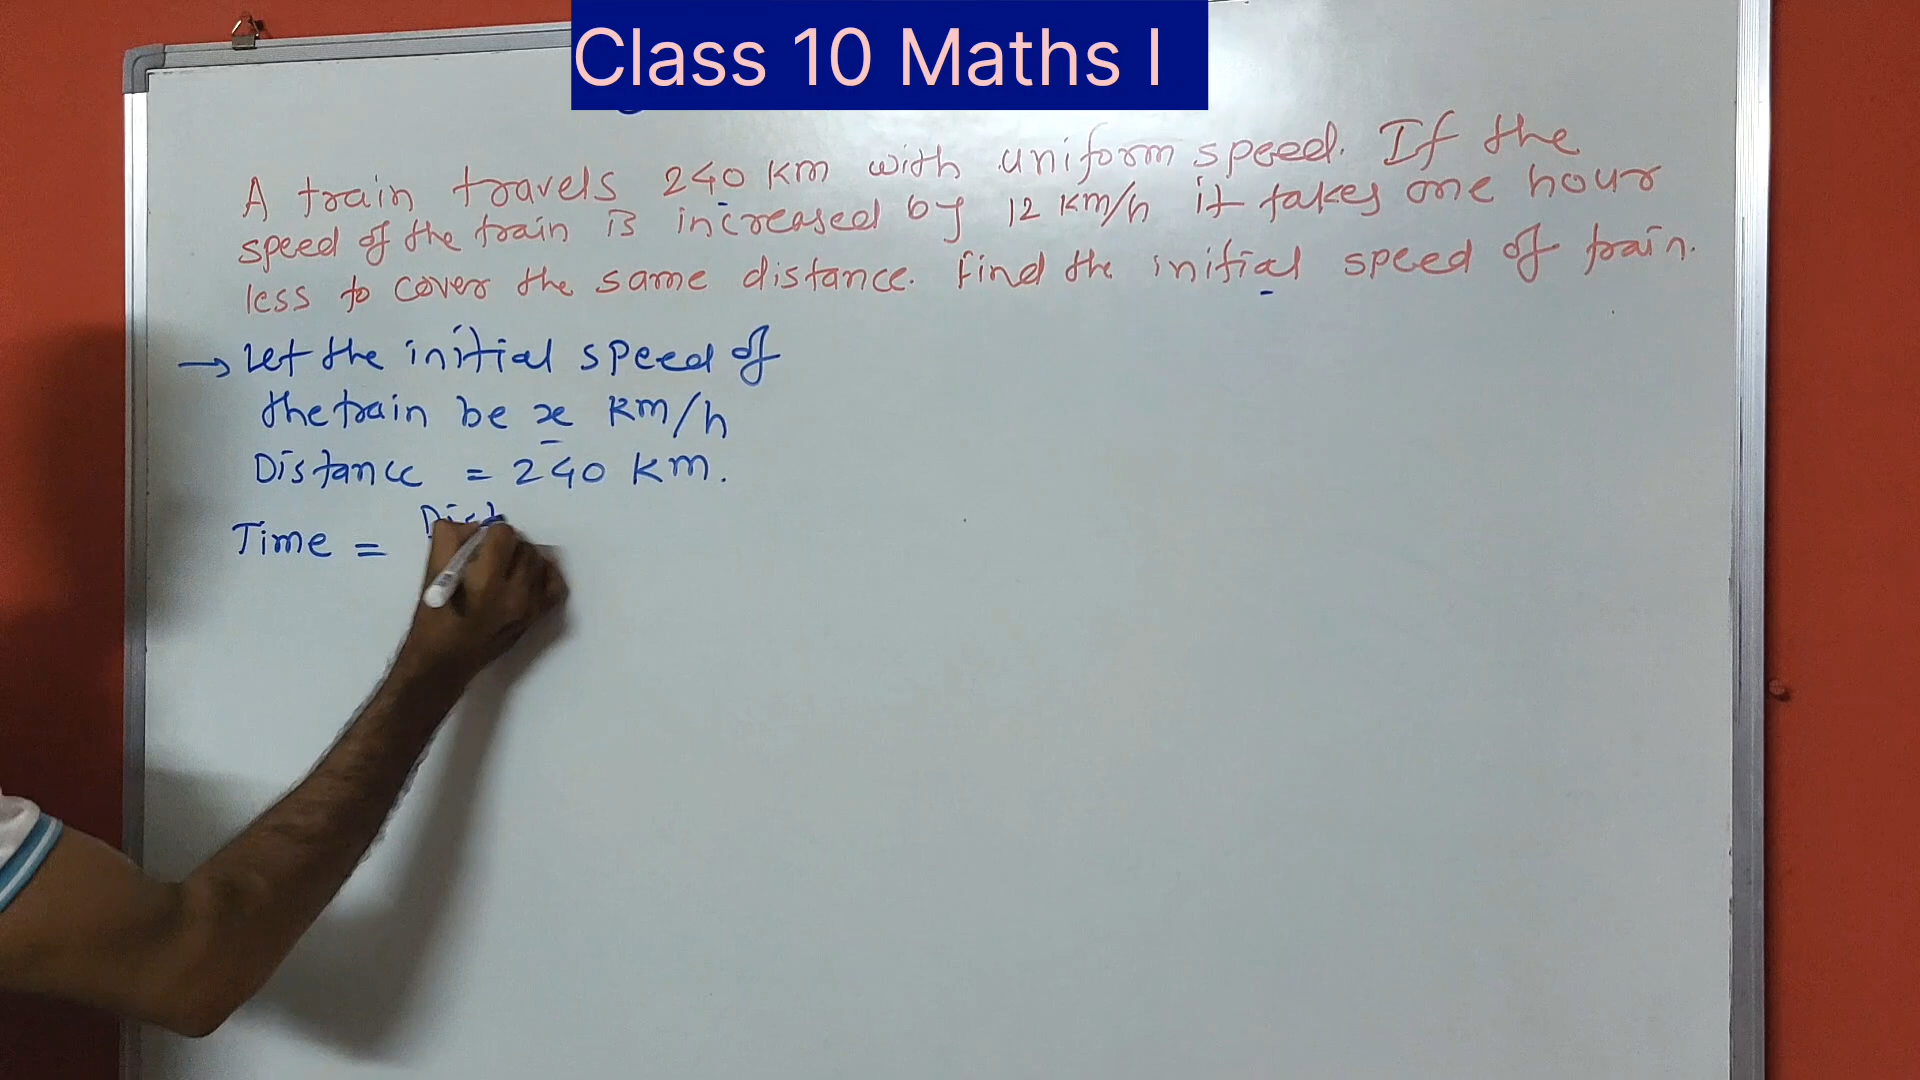 Class 10 Maths I
A train travels 240 km with uniform speed. If the
speed of the train is increased by 12 km/h it takes one hour
less to cover the same distance. Find the initial speed of train.
→ Let the initial speed of
the train be x km/h
Distance = 240 km.
Time = Dist